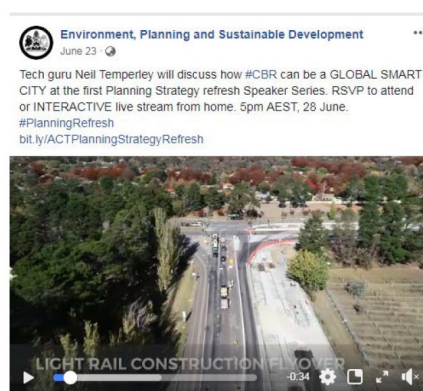 Environment, Planning and Sustainable Development
June 23
Tech guru Neil Temperley will discuss how #CBR can be a GLOBAL SMART
CITY at the first Planning Strategy refresh Speaker Series. RSVP to attend
or INTERACTIVE live stream from home. 5pm AEST, 28 June.
#PlanningRefresh
bit.ly/ACTPlanningStrategyRefresh
LIGHT RAIL CONSTRUCTION FLYOVER
-0:34